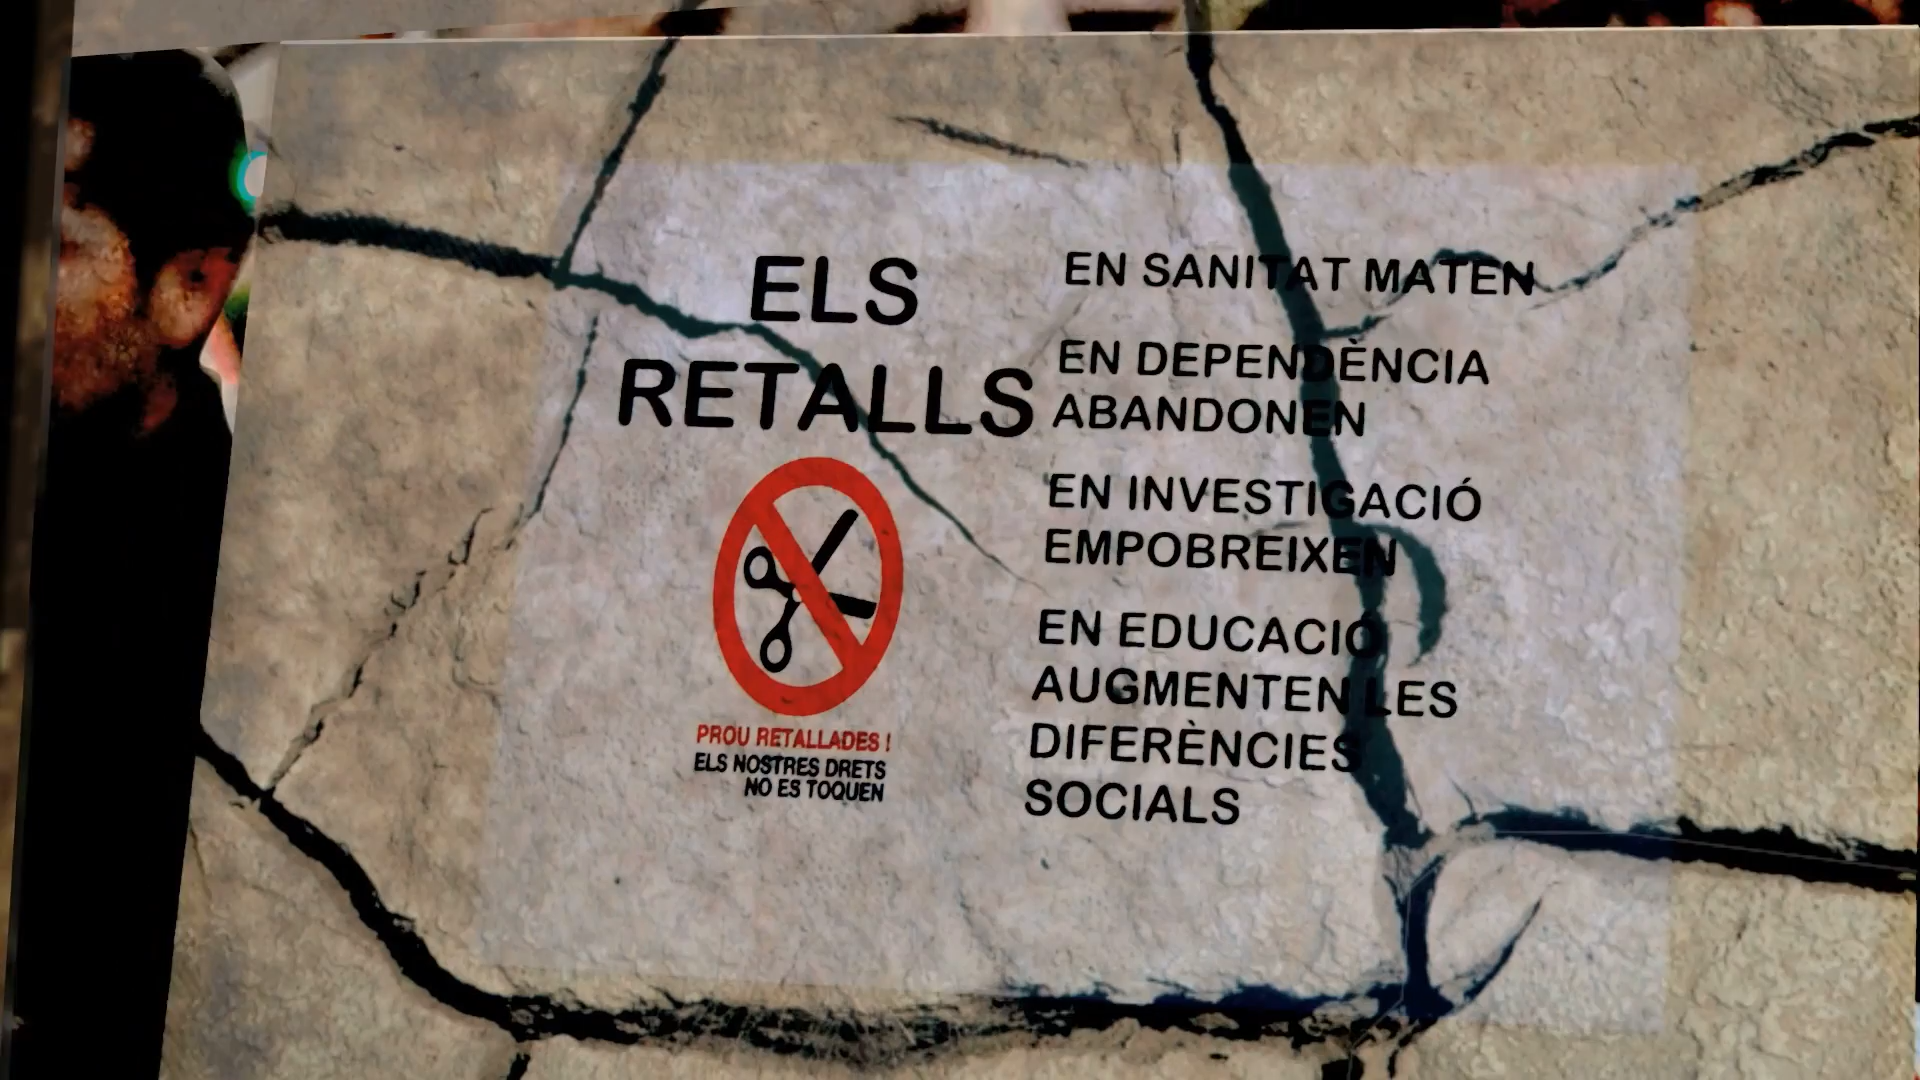 ELS
RETALLS
PROU RETALLADES !
ELS NOSTRES DRETS
NO ES TOQUEN
EN SANITAT MATEN
EN DEPENDÈNCIA
ABANDONEN
EN INVESTIGACIÓ
EMPOBREIXEN
EN EDUCACIÓ
AUGMENTEN LES
DIFERÈNCIES
SOCIALS